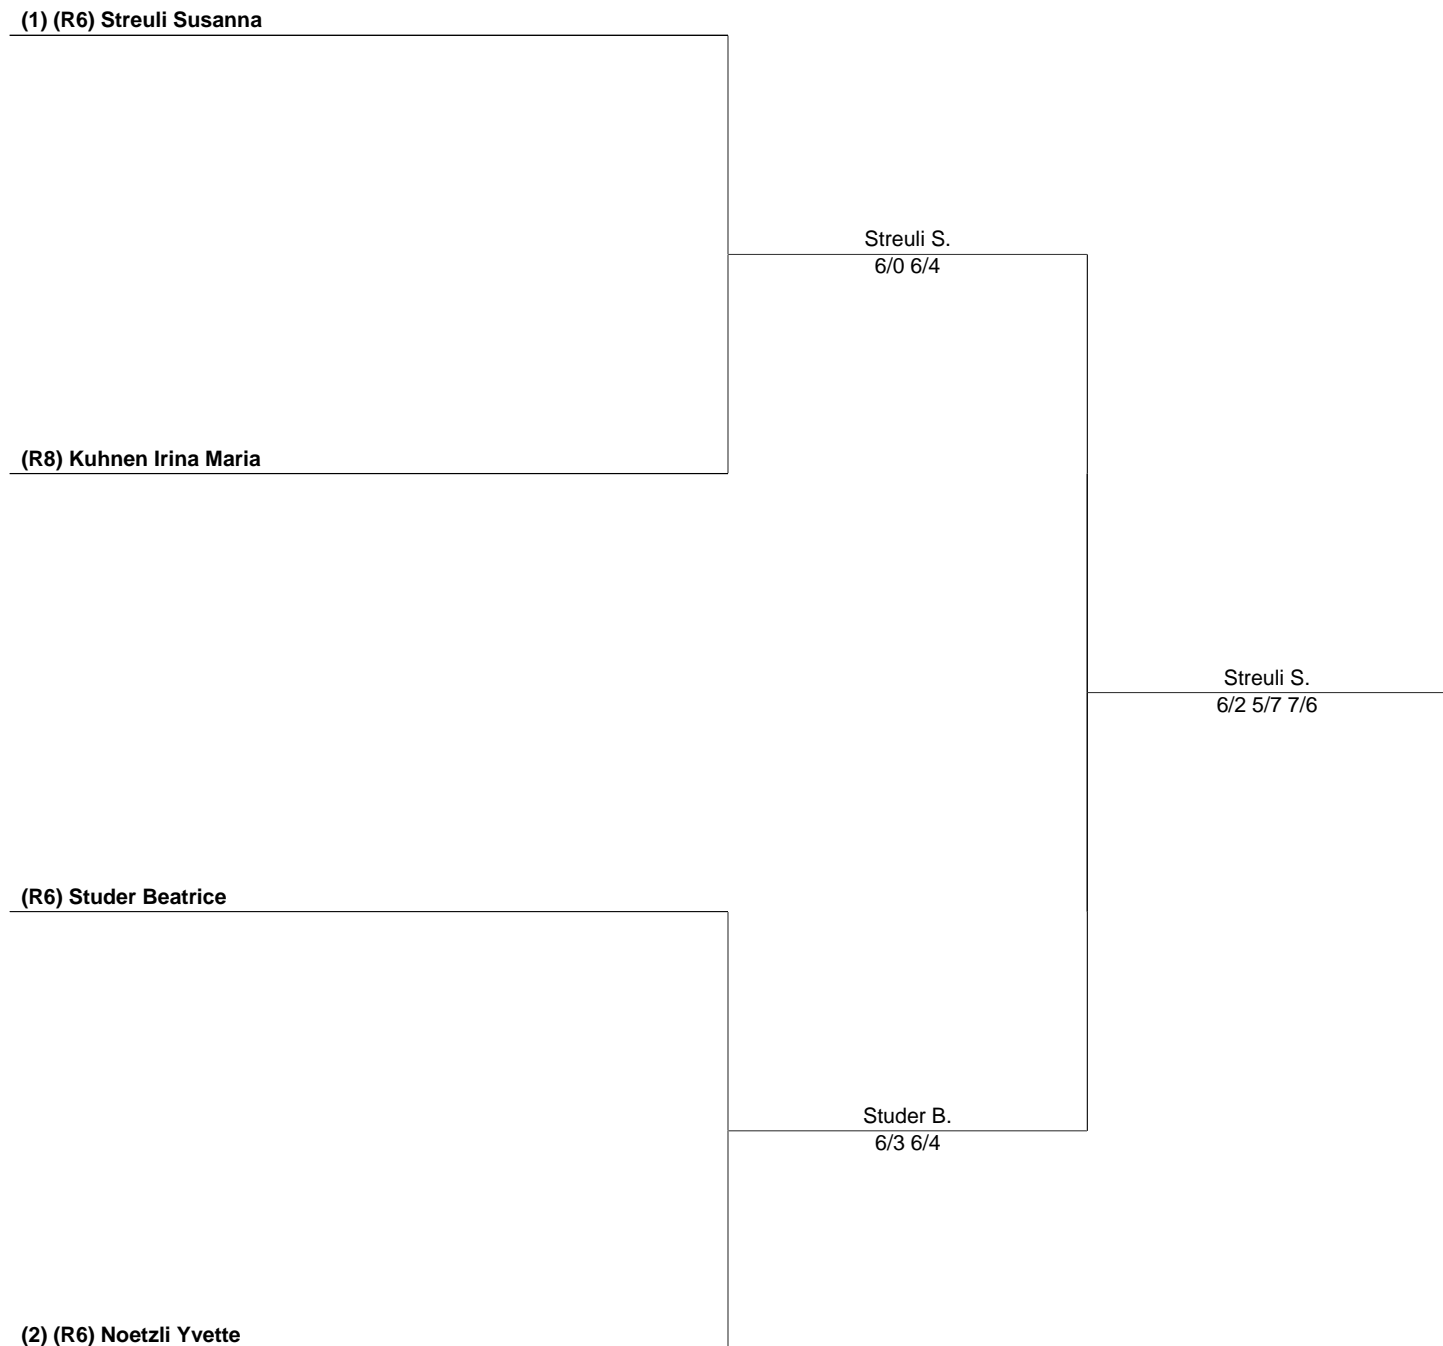 (1) (R6) Streuli Susanna
Streuli S.
6/0 6/4
(R8) Kuhnen Irina Maria
Streuli S.
6/2 5/7 7/6
(R6) Studer Beatrice
Studer B.
6/3 6/4
(2) (R6) Noetzli Yvette